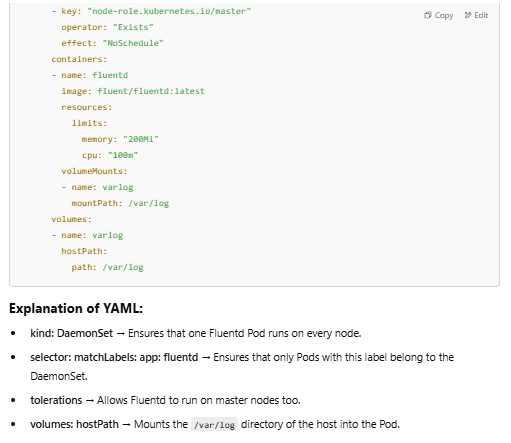 - key: "node-role.kubernetes.io/master"
Copy Edit
operator: "Exists"
effect: "NoSchedule"
containers:
- name: fluentd
image: fluent/fluentd:latest
resources:
limits:
memory: "200Mi"
cpu: "100m"
volumeMounts:
- name: varlog
mountPath: /var/log
volumes:
- name: varlog
hostPath:
path: /var/log
Explanation of YAML:
• kind: DaemonSet → Ensures that one Fluentd Pod runs on every node.
• selector: matchLabels: app: fluentd → Ensures that only Pods with this label belong to the
DaemonSet.
• tolerations → Allows Fluentd to run on master nodes too.
• volumes: hostPath → Mounts the /var/log directory of the host into the Pod.